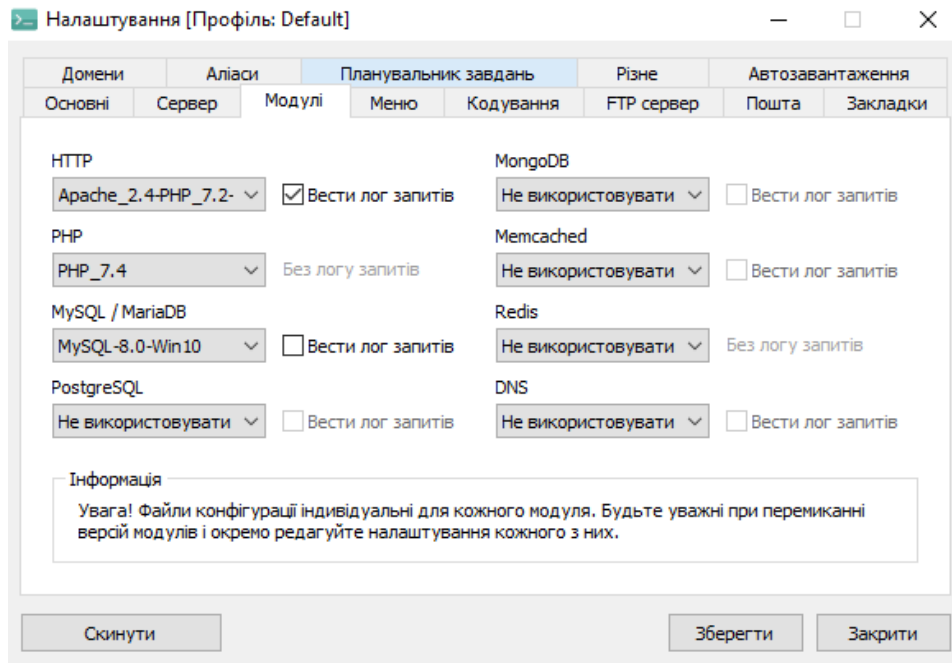 Налаштування [Профіль: Default]
Домени Аліаси Планувальник завдань Різне Автозавантаження
Основні Сервер Модулі Меню Кодування FTP сервер Пошта Закладки
HTTP
Apache_2.4-PHP_7.2- Вести лог запитів
PHP
PHP_7.4 Без логу запитів
MySQL / MariaDB
MySQL-8.0-Win10 Вести лог запитів
PostgreSQL
Не використовувати Вести лог запитів
MongoDB
Не використовувати Вести лог запитів
Memcached
Не використовувати Вести лог запитів
Redis
Не використовувати Без логу запитів
DNS
Не використовувати Вести лог запитів
Інформація
Увага! Файли конфігурації індивідуальні для кожного модуля. Будьте уважні при перемиканні
версій модулів і окремо редагуйте налаштування кожного з них.
Скинути Зберегти Закрити